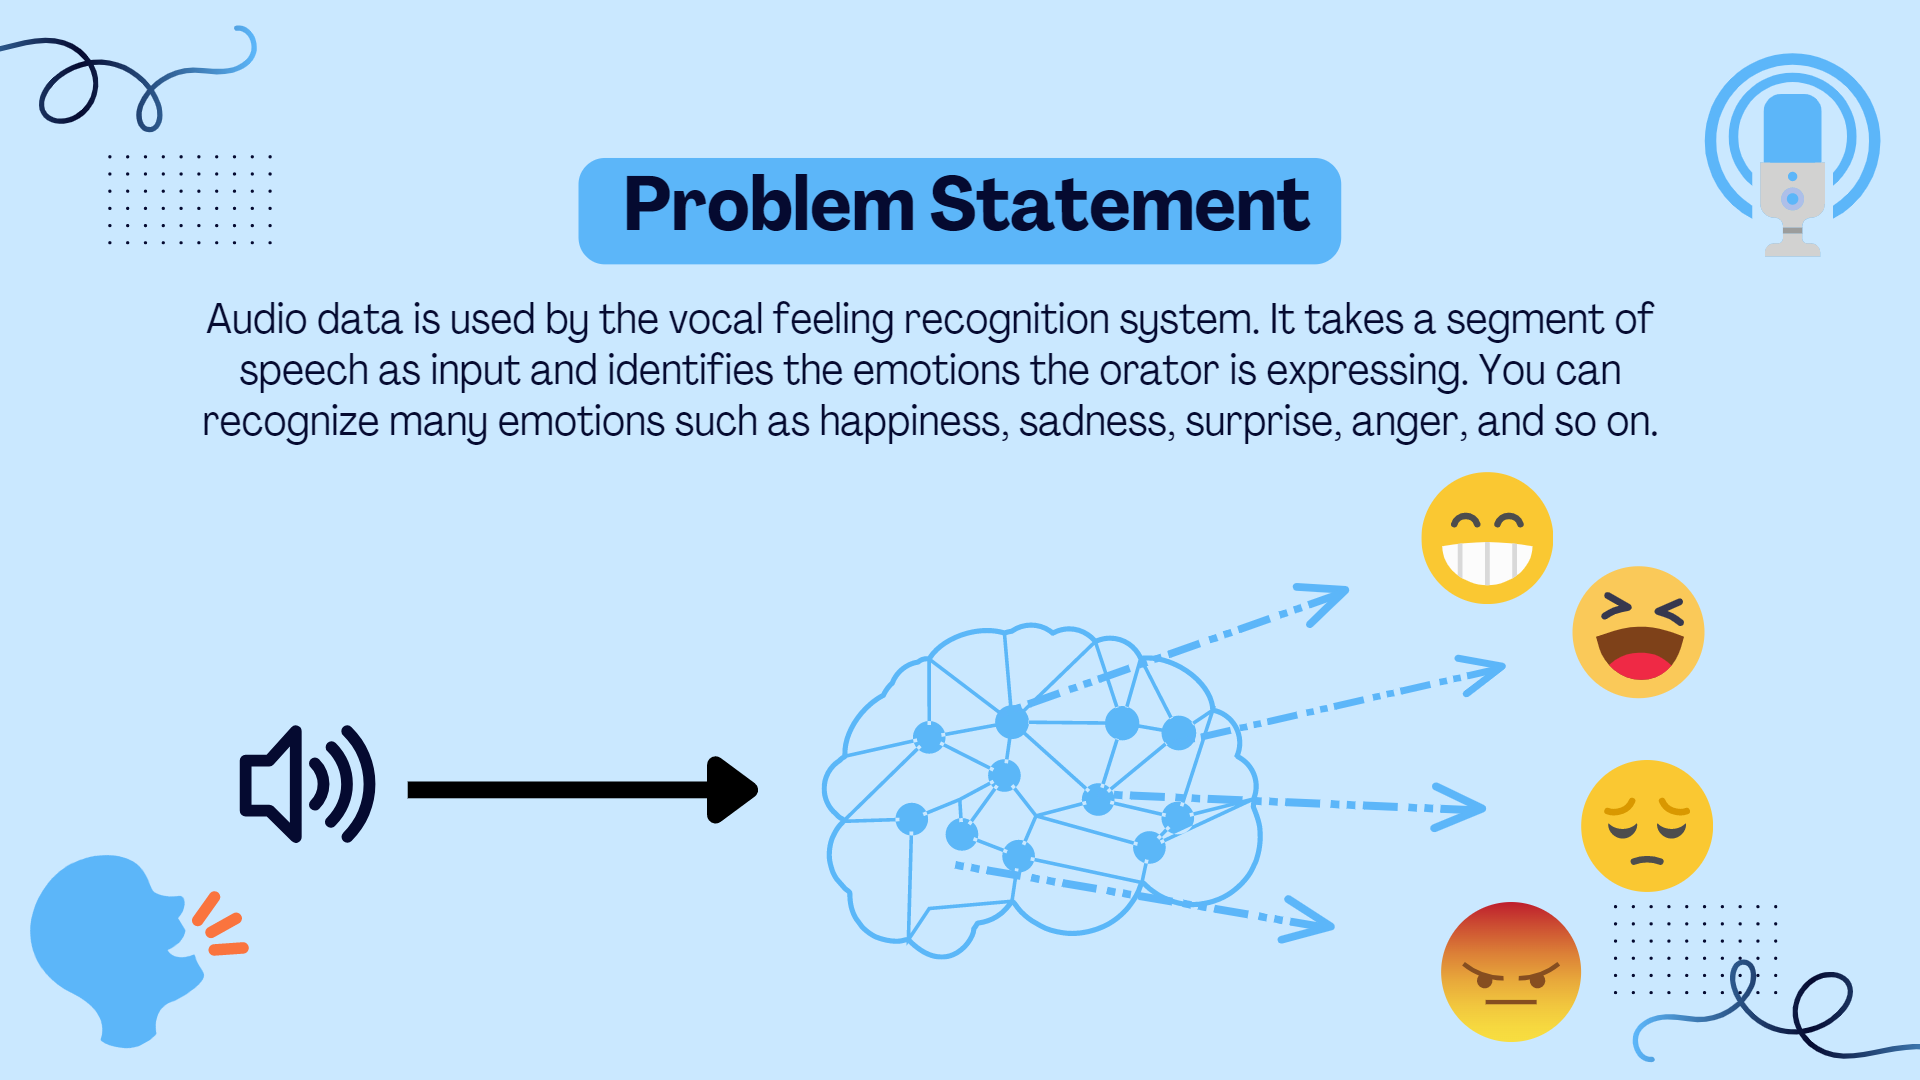 Problem Statement
Audio data is used by the vocal feeling recognition system. It takes a segment of
speech as input and identifies the emotions the orator is expressing. You can
recognize many emotions such as happiness, sadness, surprise, anger, and so on.